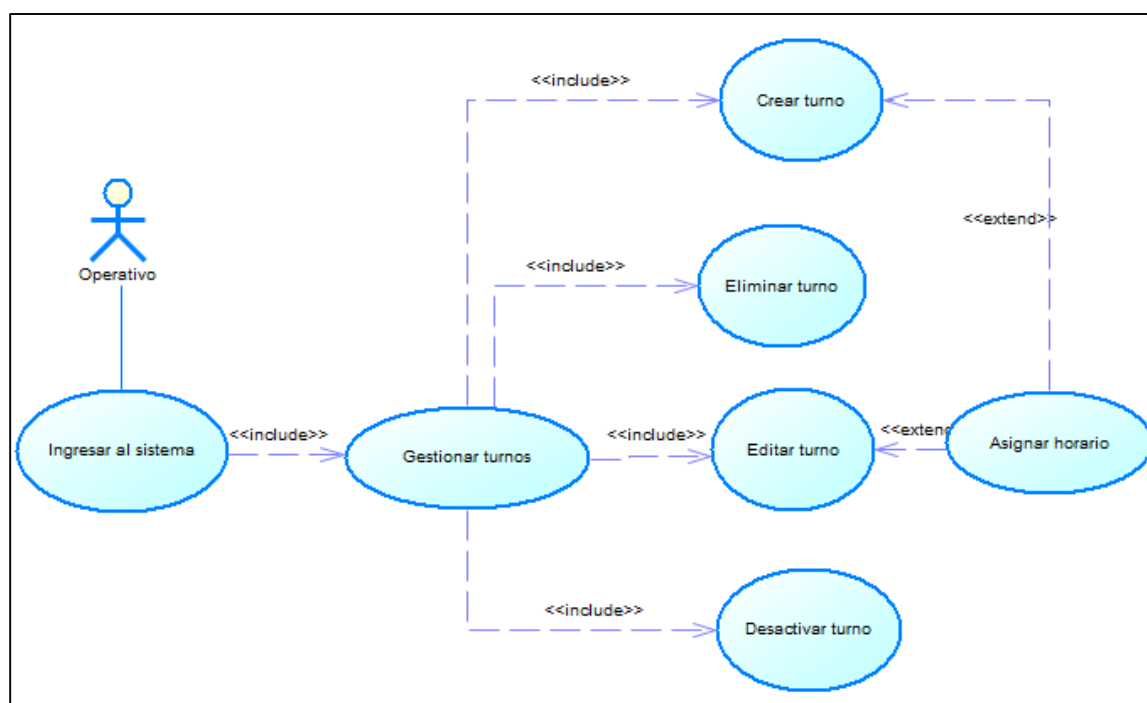 <<include>>
Crear turno
<<extend>>
Operativo
<<include>>
Eliminar turno
Ingresar al sistema
<<include>>
Gestionar turnos
<<include>>
Editar turno
<<extend
Asignar horario
<<include>>
Desactivar turno